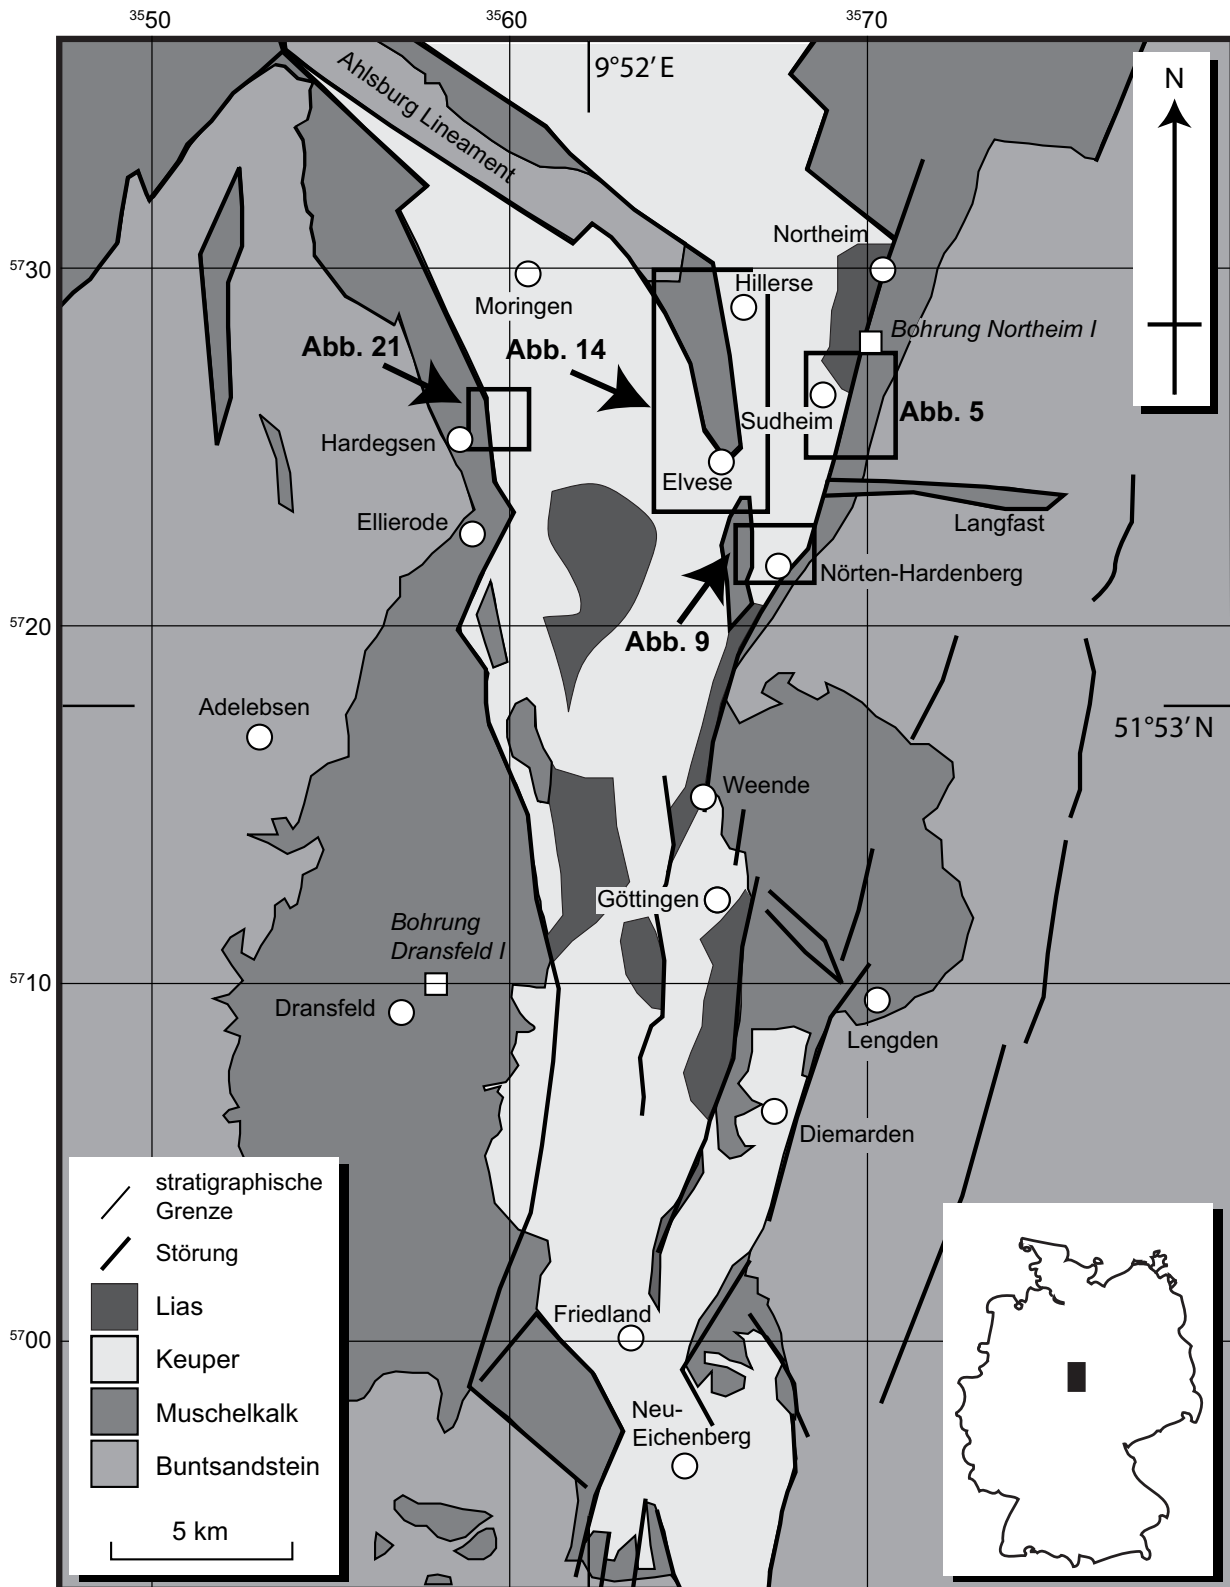 3550
3560
3570
9°52' E
N
Ahlsburg Lineament
Northeim
5730
Hillerse
Moringen
Bohrung Northeim I
Abb. 21
Abb. 14
Abb. 5
Sudheim
Hardegsen
Elvese
Ellierode
Langfast
Nörten-Hardenberg
5720
Abb. 9
Adelebsen
51°53' N
Weende
Göttingen
Bohrung
Dransfeld I
5710
Dransfeld
Lengden
Diemarden
stratigraphische
Grenze
Störung
Lias
Friedland
5700
Keuper
Muschelkalk
Neu-
Eichenberg
Buntsandstein
5 km